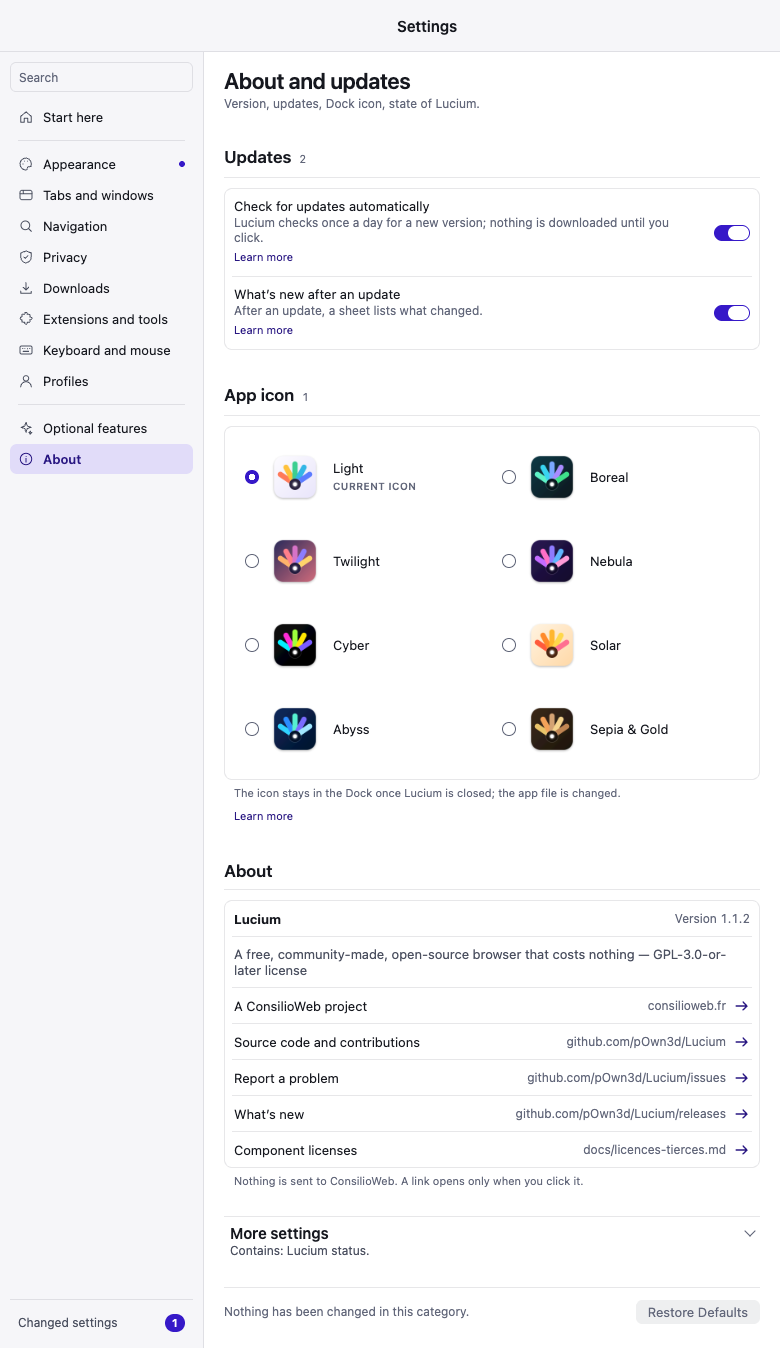 Settings
Search
Start here
Appearance
Tabs and windows
Navigation
Privacy
Downloads
Extensions and tools
Keyboard and mouse
Profiles
Optional features
About
Changed settings
1
About and updates
Version, updates, Dock icon, state of Lucium.
Updates 2
Check for updates automatically
Lucium checks once a day for a new version; nothing is downloaded until you
click.
Learn more
What’s new after an update
After an update, a sheet lists what changed.
Learn more
App icon 1
Light
CURRENT ICON
Boreal
Twilight
Nebula
Cyber
Solar
Abyss
Sepia & Gold
The icon stays in the Dock once Lucium is closed; the app file is changed.
Learn more
About
Lucium Version 1.1.2
A free, community-made, open-source browser that costs nothing — GPL-3.0-or-
later license
A ConsilioWeb project consilioweb.fr
Source code and contributions github.com/pOwn3d/Lucium
Report a problem github.com/pOwn3d/Lucium/issues
What’s new github.com/pOwn3d/Lucium/releases
Component licenses docs/licences-tierces.md
Nothing is sent to ConsilioWeb. A link opens only when you click it.
More settings
Contains: Lucium status.
Nothing has been changed in this category.
Restore Defaults